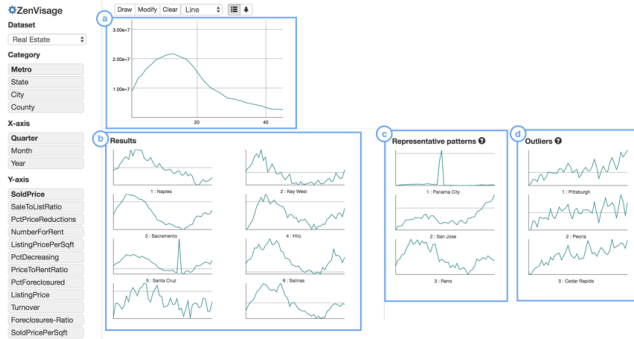 ZenVisage
Dataset
Real Estate
Category
Metro
State
City
County
X-axis
Quarter
Month
Year
Y-axis
SoldPrice
SaleToListRatio
PctPriceReductions
NumberForRent
ListingPricePerSqft
PctDecreasing
PriceToRentRatio
PctForeclosured
ListingPrice
Turnover
Foreclosures-Ratio
SoldPricePerSqft
Draw Modify Clear Line
a
3.00e+7
2.00e+7
1.00e+7
20 40
b Results
1 : Naples 2 : Key West
3 : Sacramento 4 : Hilo
5 : Santa Cruz 6 : Salinas
c Representative patterns ?
1 : Panama City
2 : San Jose
3 : Reno
d Outliers ?
1 : Pittsburgh
2 : Peoria
3 : Cedar Rapids